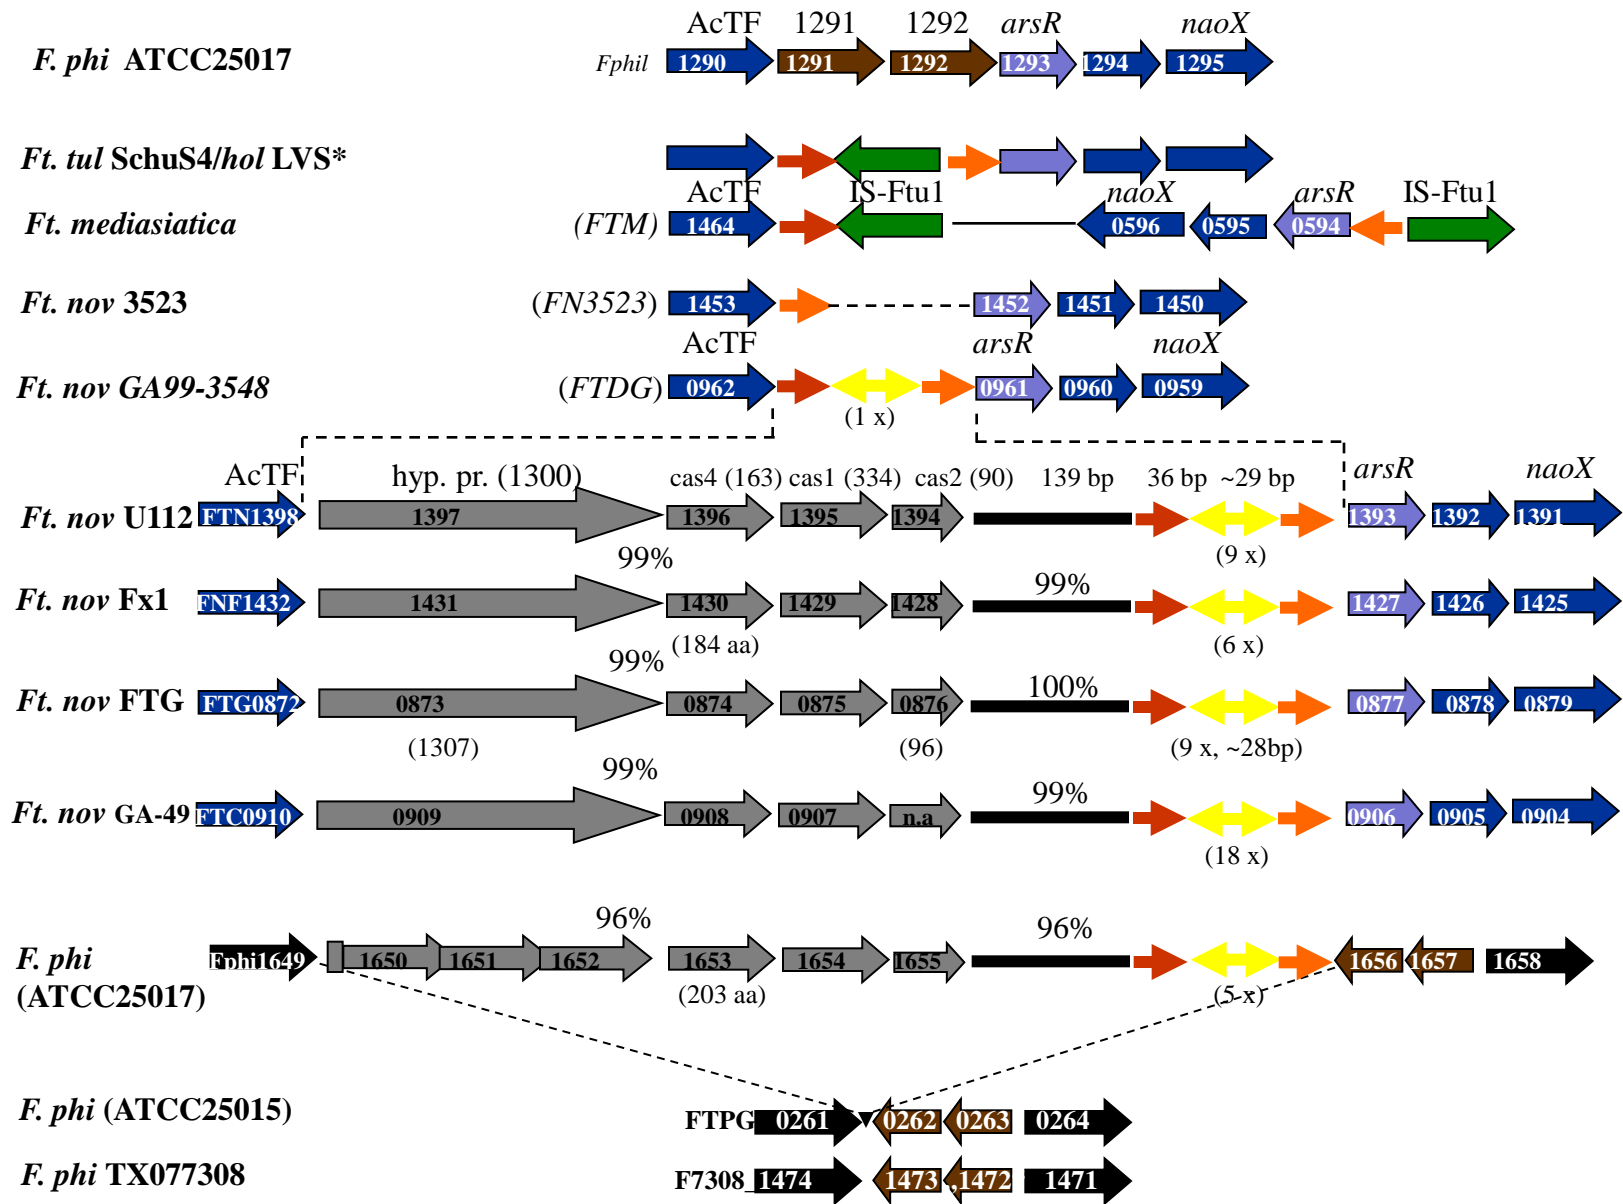 AcTF 1291 1292 arsR naoX
F. phi ATCC25017 Fphil 1290 1291 1292 1293 1294 1295
Ft. tul SchuS4/hol LVS*
AcTF IS-Ftu1 naoX arsR IS-Ftu1
Ft. mediasiatica (FTM) 1464 0596 0595 0594
Ft. nov 3523 (FN3523) 1453 1452 1451 1450
AcTF arsR naoX
Ft. nov GA99-3548 (FTDG) 0962 0961 0960 0959
(1 x)
AcTF hyp. pr. (1300) cas4 (163) cas1 (334) cas2 (90) 139 bp 36 bp ~29 bp arsR naoX
Ft. nov U112 FTN1398 1397 1396 1395 1394 1393 1392 1391
99% (9 x)
99%
Ft. nov Fx1 FNF1432 1431 1430 1429 1428 1427 1426 1425
(184 aa) (6 x)
99% 100%
Ft. nov FTG FTG0872 0873 0874 0875 0876 0877 0878 0879
(1307) (96) (9 x, ~28bp)
99% 99%
Ft. nov GA-49 FTC0910 0909 0908 0907 n.a 0906 0905 0904
(18 x)
96% 96%
F. phi Fphi1649 1650 1651 1652 1653 1654 1655 1656 1657 1658
(ATCC25017) (203 aa) (5 x)
F. phi (ATCC25015) FTPG 0261 0262 0263 0264
F. phi TX077308 F7308_1474 1473 ,1472 1471